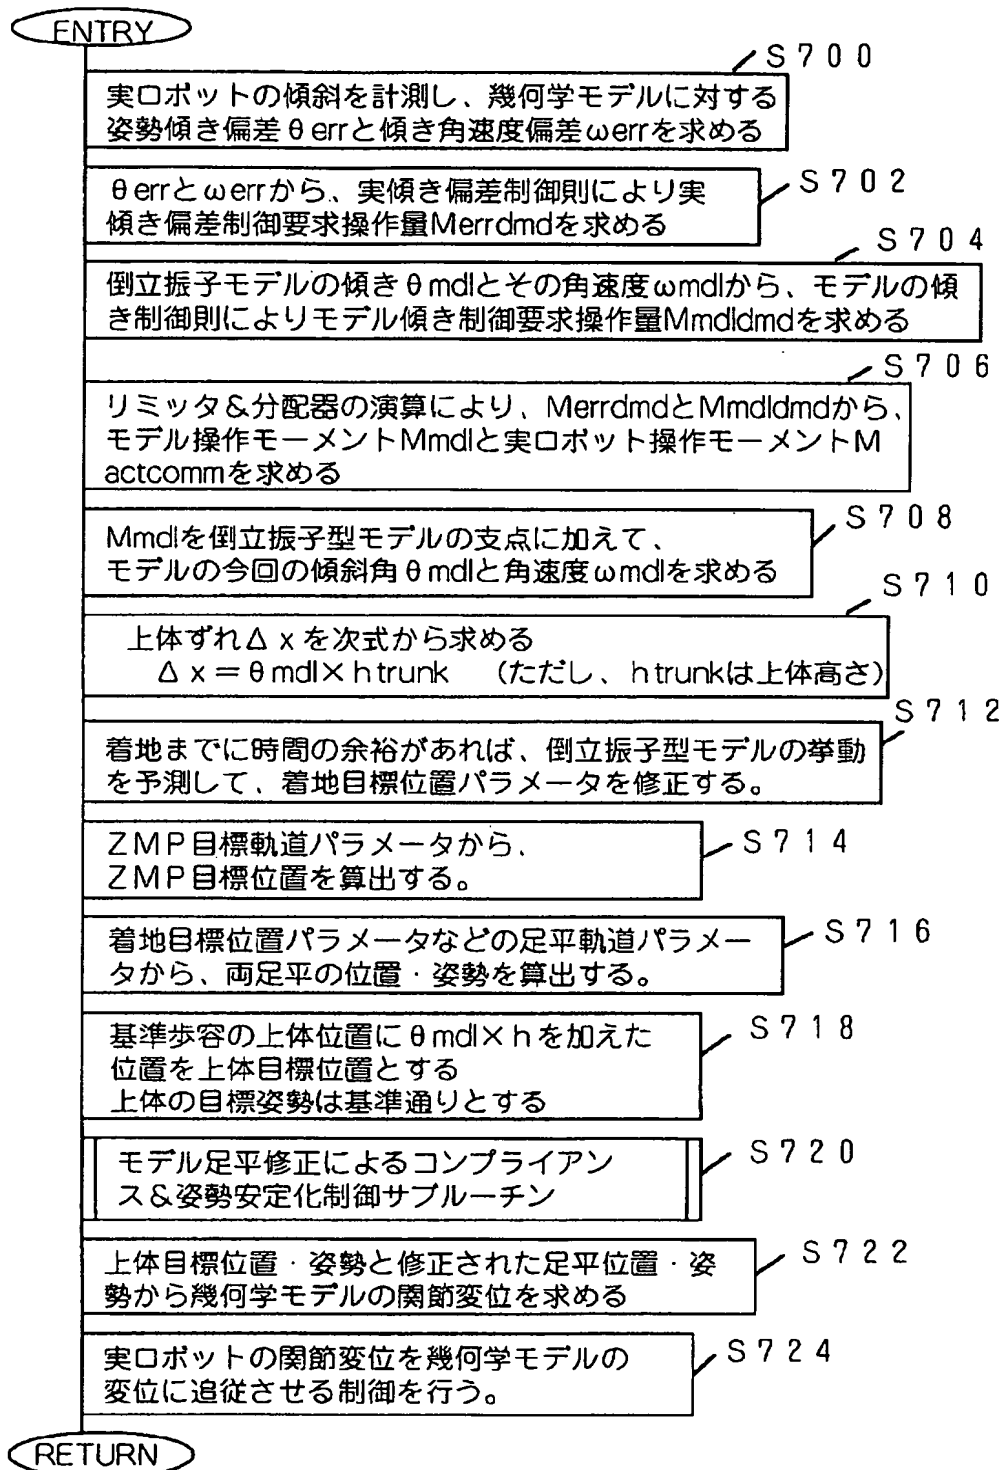 ENTRY
S700
実ロボットの傾斜を計測し、幾何学モデルに対する
姿勢傾き偏差θerrと傾き角速度偏差ωerrを求める
S702
θerrとωerrから、実傾き偏差制御則により実
傾き偏差制御要求操作量Merrdmdを求める
S704
倒立振子モデルの傾きθmdlとその角速度ωmdlから、モデルの傾
き制御則によりモデル傾き制御要求操作量Mmdldmdを求める
S706
リミッタ&分配器の演算により、MerrdmdとMmdldmdから、
モデル操作モーメントMmdlと実ロボット操作モーメントM
actcommを求める
S708
Mmdlを倒立振子型モデルの支点に加えて、
モデルの今回の傾斜角θmdlと角速度ωmdlを求める
S710
上体ずれΔxを次式から求める
Δx=θmdl×htrunk (ただし、htrunkは上体高さ)
S712
着地までに時間の余裕があれば、倒立振子型モデルの挙動
を予測して、着地目標位置パラメータを修正する。
S714
ZMP目標軌道パラメータから、
ZMP目標位置を算出する。
S716
着地目標位置パラメータなどの足平軌道パラメー
タから、両足平の位置・姿勢を算出する。
S718
基準歩容の上体位置にθmdl×hを加えた
位置を上体目標位置とする
上体の目標姿勢は基準通りとする
S720
モデル足平修正によるコンプライアン
ス&姿勢安定化制御サブルーチン
S722
上体目標位置・姿勢と修正された足平位置・姿
勢から幾何学モデルの関節変位を求める
S724
実ロボットの関節変位を幾何学モデルの
変位に追従させる制御を行う。
RETURN